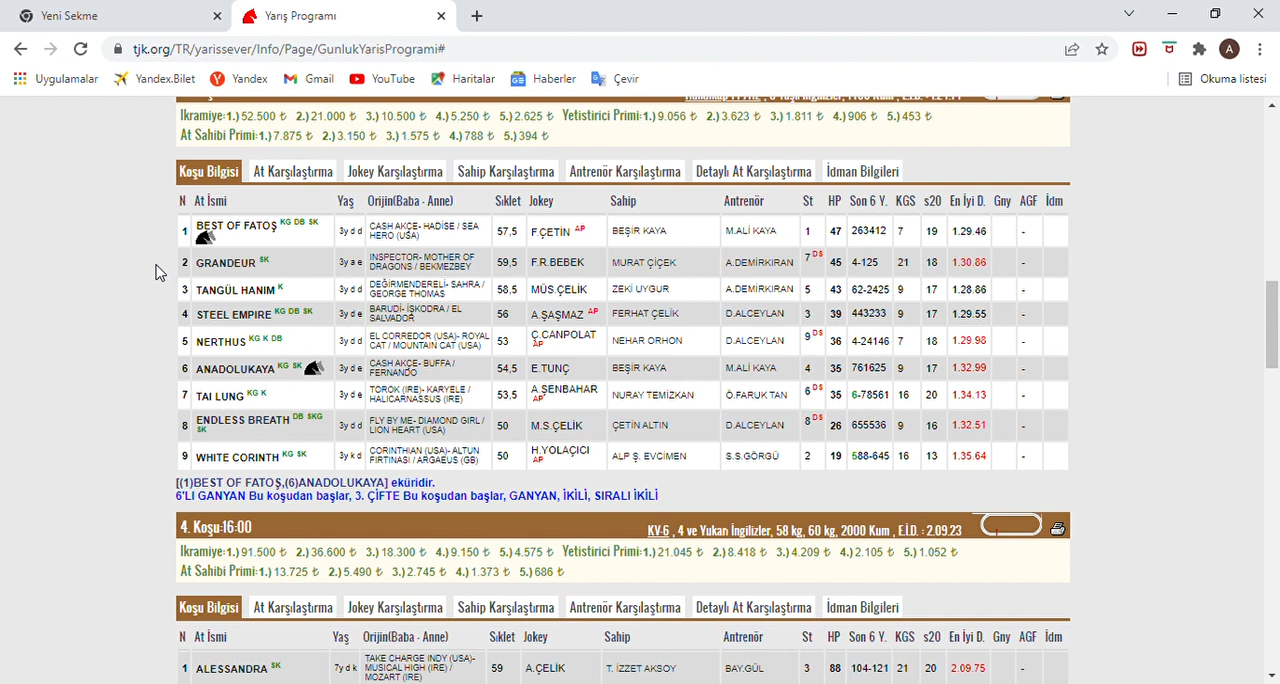 Yeni Sekme
Yarış Programı
tjk.org/TR/yarissever/Info/Page/GunlukYarisProgrami#
A
Uygulamalar Yandex.Bilet Yandex Gmail YouTube Haritalar Haberler Çevir Okuma listesi
İkramiye:1.)52.500 ₺ 2.)21.000 ₺ 3.)10.500 ₺ 4.)5.250 ₺ 5.)2.625 ₺ Yetistirici Primi:1.)9.056 ₺ 2.)3.623 ₺ 3.)1.811 ₺ 4.)906 ₺ 5.)453 ₺
At Sahibi Primi:1.)7.875 ₺ 2.)3.150 ₺ 3.)1.575 ₺ 4.)788 ₺ 5.)394 ₺
Koşu Bilgisi At Karşılaştırma Jokey Karşılaştırma Sahip Karşılaştırma Antrenör Karşılaştırma Detaylı At Karşılaştırma İdman Bilgileri
N At İsmi Yaş Orijin(Baba - Anne) Sıklet Jokey Sahip Antrenör St HP Son 6 Y. KGS s20 En İyi D. Gny AGF İdm
1 BEST OF FATOŞ KG DB SK 3y d d CASH AKÇE- HADİSE / SEA HERO (USA) 57,5 F.ÇETİN AP BEŞİR KAYA M.ALİ KAYA 1 47 263412 7 19 1.29.46 -
2 GRANDEUR SK 3y a e INSPECTOR- MOTHER OF DRAGONS / BEKMEZBEY 59,5 F.R.BEBEK MURAT ÇİÇEK A.DEMİRKIRAN 7 DS 45 4-125 21 18 1.30.86 -
3 TANGÜL HANIM K 3y d d DEĞİRMENDERELİ- SAHRA / GEORGE THOMAS 58,5 MÜS.ÇELİK ZEKİ UYGUR A.DEMİRKIRAN 5 43 62-2425 9 17 1.28.86 -
4 STEEL EMPIRE KG DB SK 3y d e BARUDİ- İŞKODRA / EL SALVADOR 56 A.ŞAŞMAZ AP FERHAT ÇELİK D.ALCEYLAN 3 39 443233 9 17 1.29.55 -
5 NERTHUS KG K DB 3y d d EL CORREDOR (USA)- ROYAL CAT / MOUNTAIN CAT (USA) 53 Ç.CANPOLAT AP NEHAR ORHON D.ALCEYLAN 9 DS 36 4-24146 7 18 1.29.98 -
6 ANADOLUKAYA KG SK 3y d e CASH AKÇE- BUFFA / FERNANDO 54,5 E.TUNÇ BEŞİR KAYA M.ALİ KAYA 4 35 761625 9 17 1.32.99 -
7 TAI LUNG KG K 3y d e TOROK (IRE)- KARYELE / HALICARNASSUS (IRE) 53,5 A.ŞENBAHAR AP NURAY TEMİZKAN Ö.FARUK TAN 6 DS 35 6-78561 16 20 1.34.13 -
8 ENDLESS BREATH DB SKG SK 3y d d FLY BY ME- DIAMOND GIRL / LION HEART (USA) 50 M.S.ÇELİK ÇETİN ALTIN D.ALCEYLAN 8 DS 26 655536 9 16 1.32.51 -
9 WHITE CORINTH KG SK 3y k d CORINTHIAN (USA)- ALTUN FIRTINASI / ARGAEUS (GB) 50 H.YOLAÇICI AP ALP Ş. EVCİMEN S.S.GÖRGÜ 2 19 588-645 16 13 1.35.64 -
[(1)BEST OF FATOŞ,(6)ANADOLUKAYA] eküridir.
6'LI GANYAN Bu koşudan başlar, 3. ÇİFTE Bu koşudan başlar, GANYAN, İKİLİ, SIRALI İKİLİ
4. Koşu:16:00 KV-6 , 4 ve Yukarı İngilizler, 58 kg, 60 kg, 2000 Kum , E.İ.D. : 2.09.23
İkramiye:1.)91.500 ₺ 2.)36.600 ₺ 3.)18.300 ₺ 4.)9.150 ₺ 5.)4.575 ₺ Yetistirici Primi:1.)21.045 ₺ 2.)8.418 ₺ 3.)4.209 ₺ 4.)2.105 ₺ 5.)1.052 ₺
At Sahibi Primi:1.)13.725 ₺ 2.)5.490 ₺ 3.)2.745 ₺ 4.)1.373 ₺ 5.)686 ₺
Koşu Bilgisi At Karşılaştırma Jokey Karşılaştırma Sahip Karşılaştırma Antrenör Karşılaştırma Detaylı At Karşılaştırma İdman Bilgileri
N At İsmi Yaş Orijin(Baba - Anne) Sıklet Jokey Sahip Antrenör St HP Son 6 Y. KGS s20 En İyi D. Gny AGF İdm
1 ALESSANDRA SK 7y d k TAKE CHARGE INDY (USA)- MUSICAL HIGH (IRE) / MOZART (IRE) 59 A.ÇELİK T. İZZET AKSOY BAY.GÜL 3 88 104-121 21 20 2.09.75 -